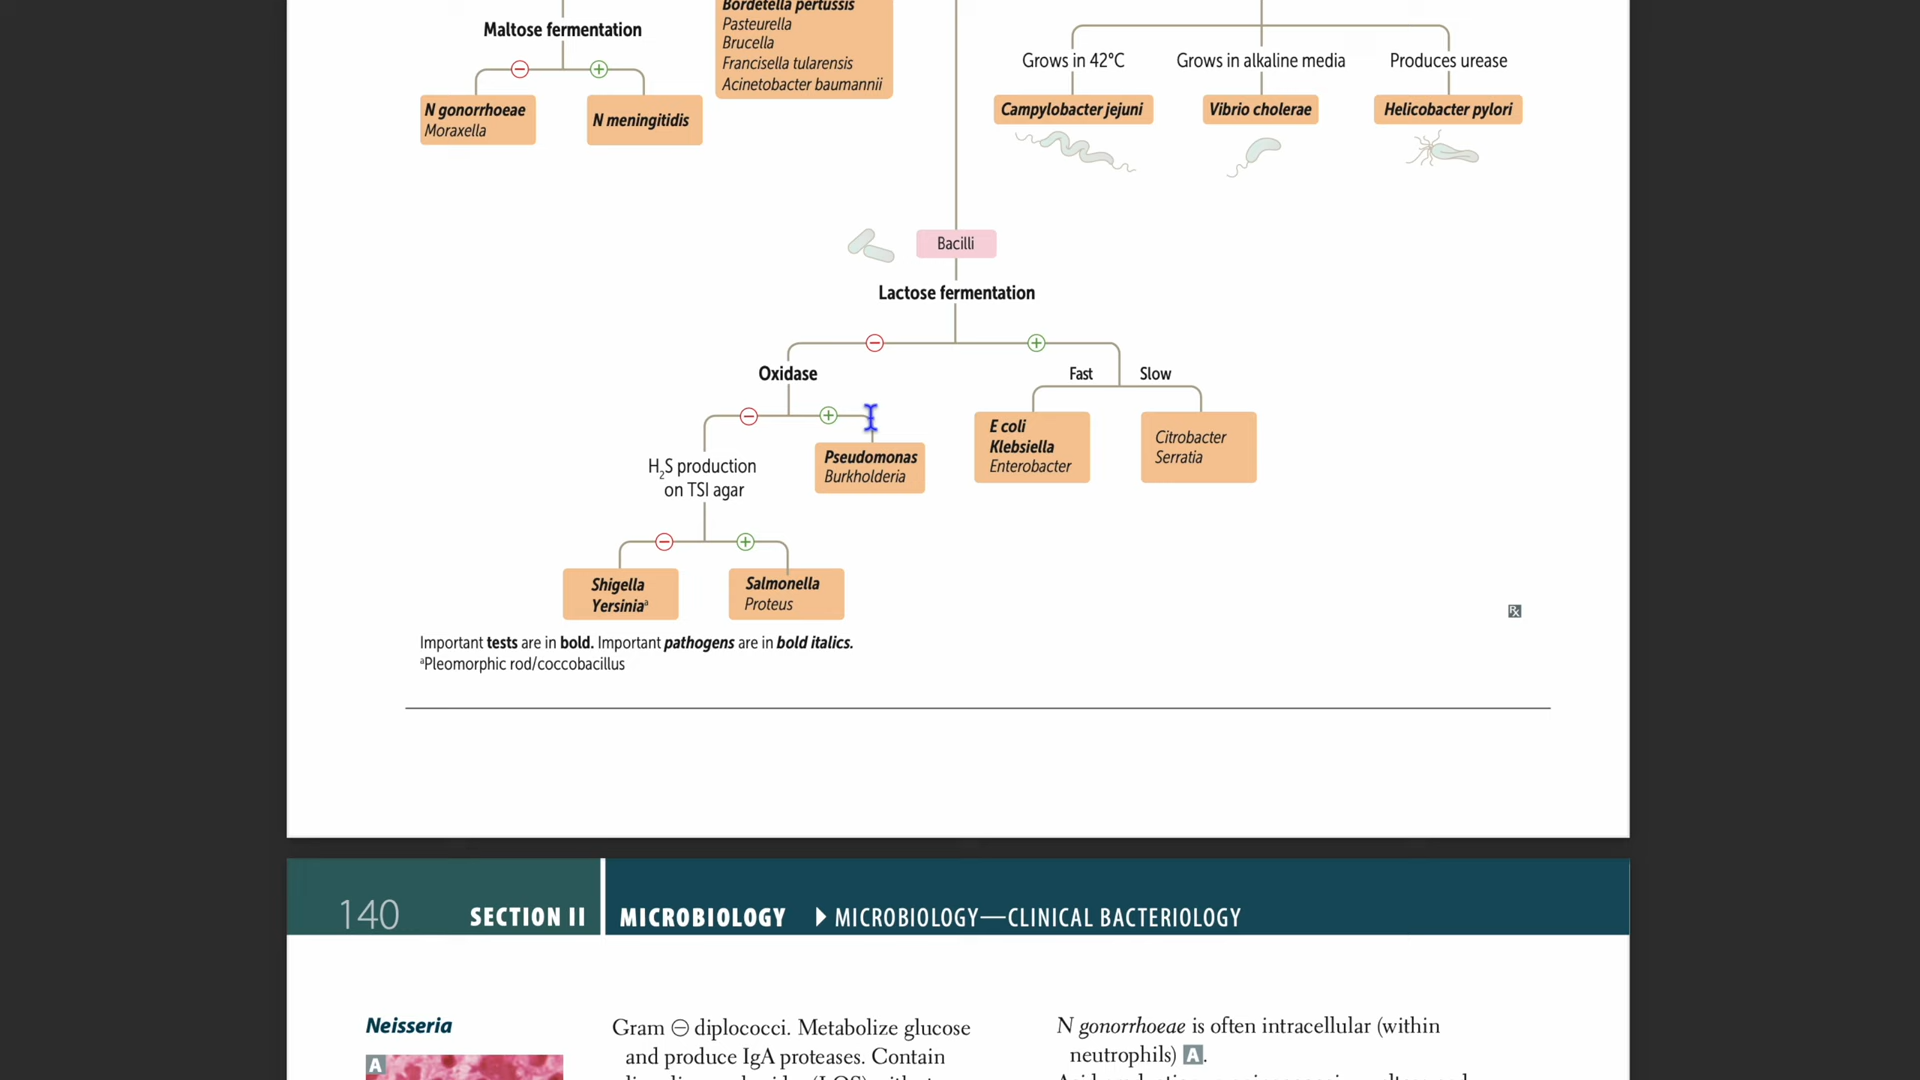 Bordetella pertussis
Pasteurella
Brucella
Francisella tularensis
Acinetobacter baumannii
Maltose fermentation
−
+
N gonorrhoeae
Moraxella
N meningitidis
Grows in 42°C
Grows in alkaline media
Produces urease
Campylobacter jejuni
Vibrio cholerae
Helicobacter pylori
Bacilli
Lactose fermentation
−
+
Oxidase
Fast
Slow
−
+
E coli
Klebsiella
Enterobacter
Citrobacter
Serratia
Pseudomonas
Burkholderia
H₂S production
on TSI agar
−
+
Shigella
Yersiniaᵃ
Salmonella
Proteus
Rx
Important tests are in bold. Important pathogens are in bold italics.
ᵃPleomorphic rod/coccobacillus
140 SECTION II MICROBIOLOGY ▶ MICROBIOLOGY—CLINICAL BACTERIOLOGY
Neisseria
A
Gram ⊖ diplococci. Metabolize glucose
and produce IgA proteases. Contain
N gonorrhoeae is often intracellular (within
neutrophils) A.